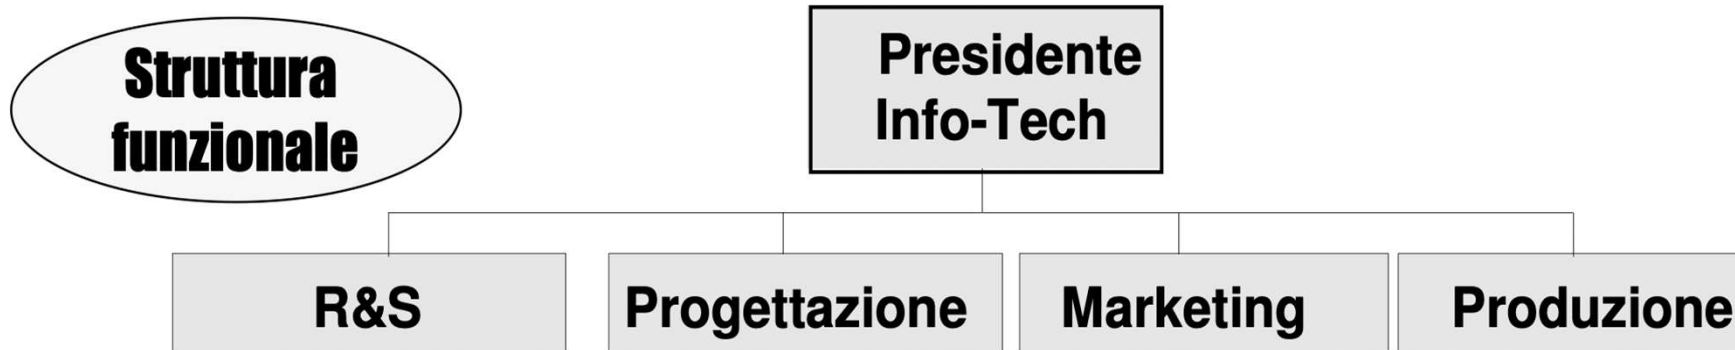 Struttura
funzionale
Presidente
Info-Tech
R&S
Progettazione
Marketing
Produzione